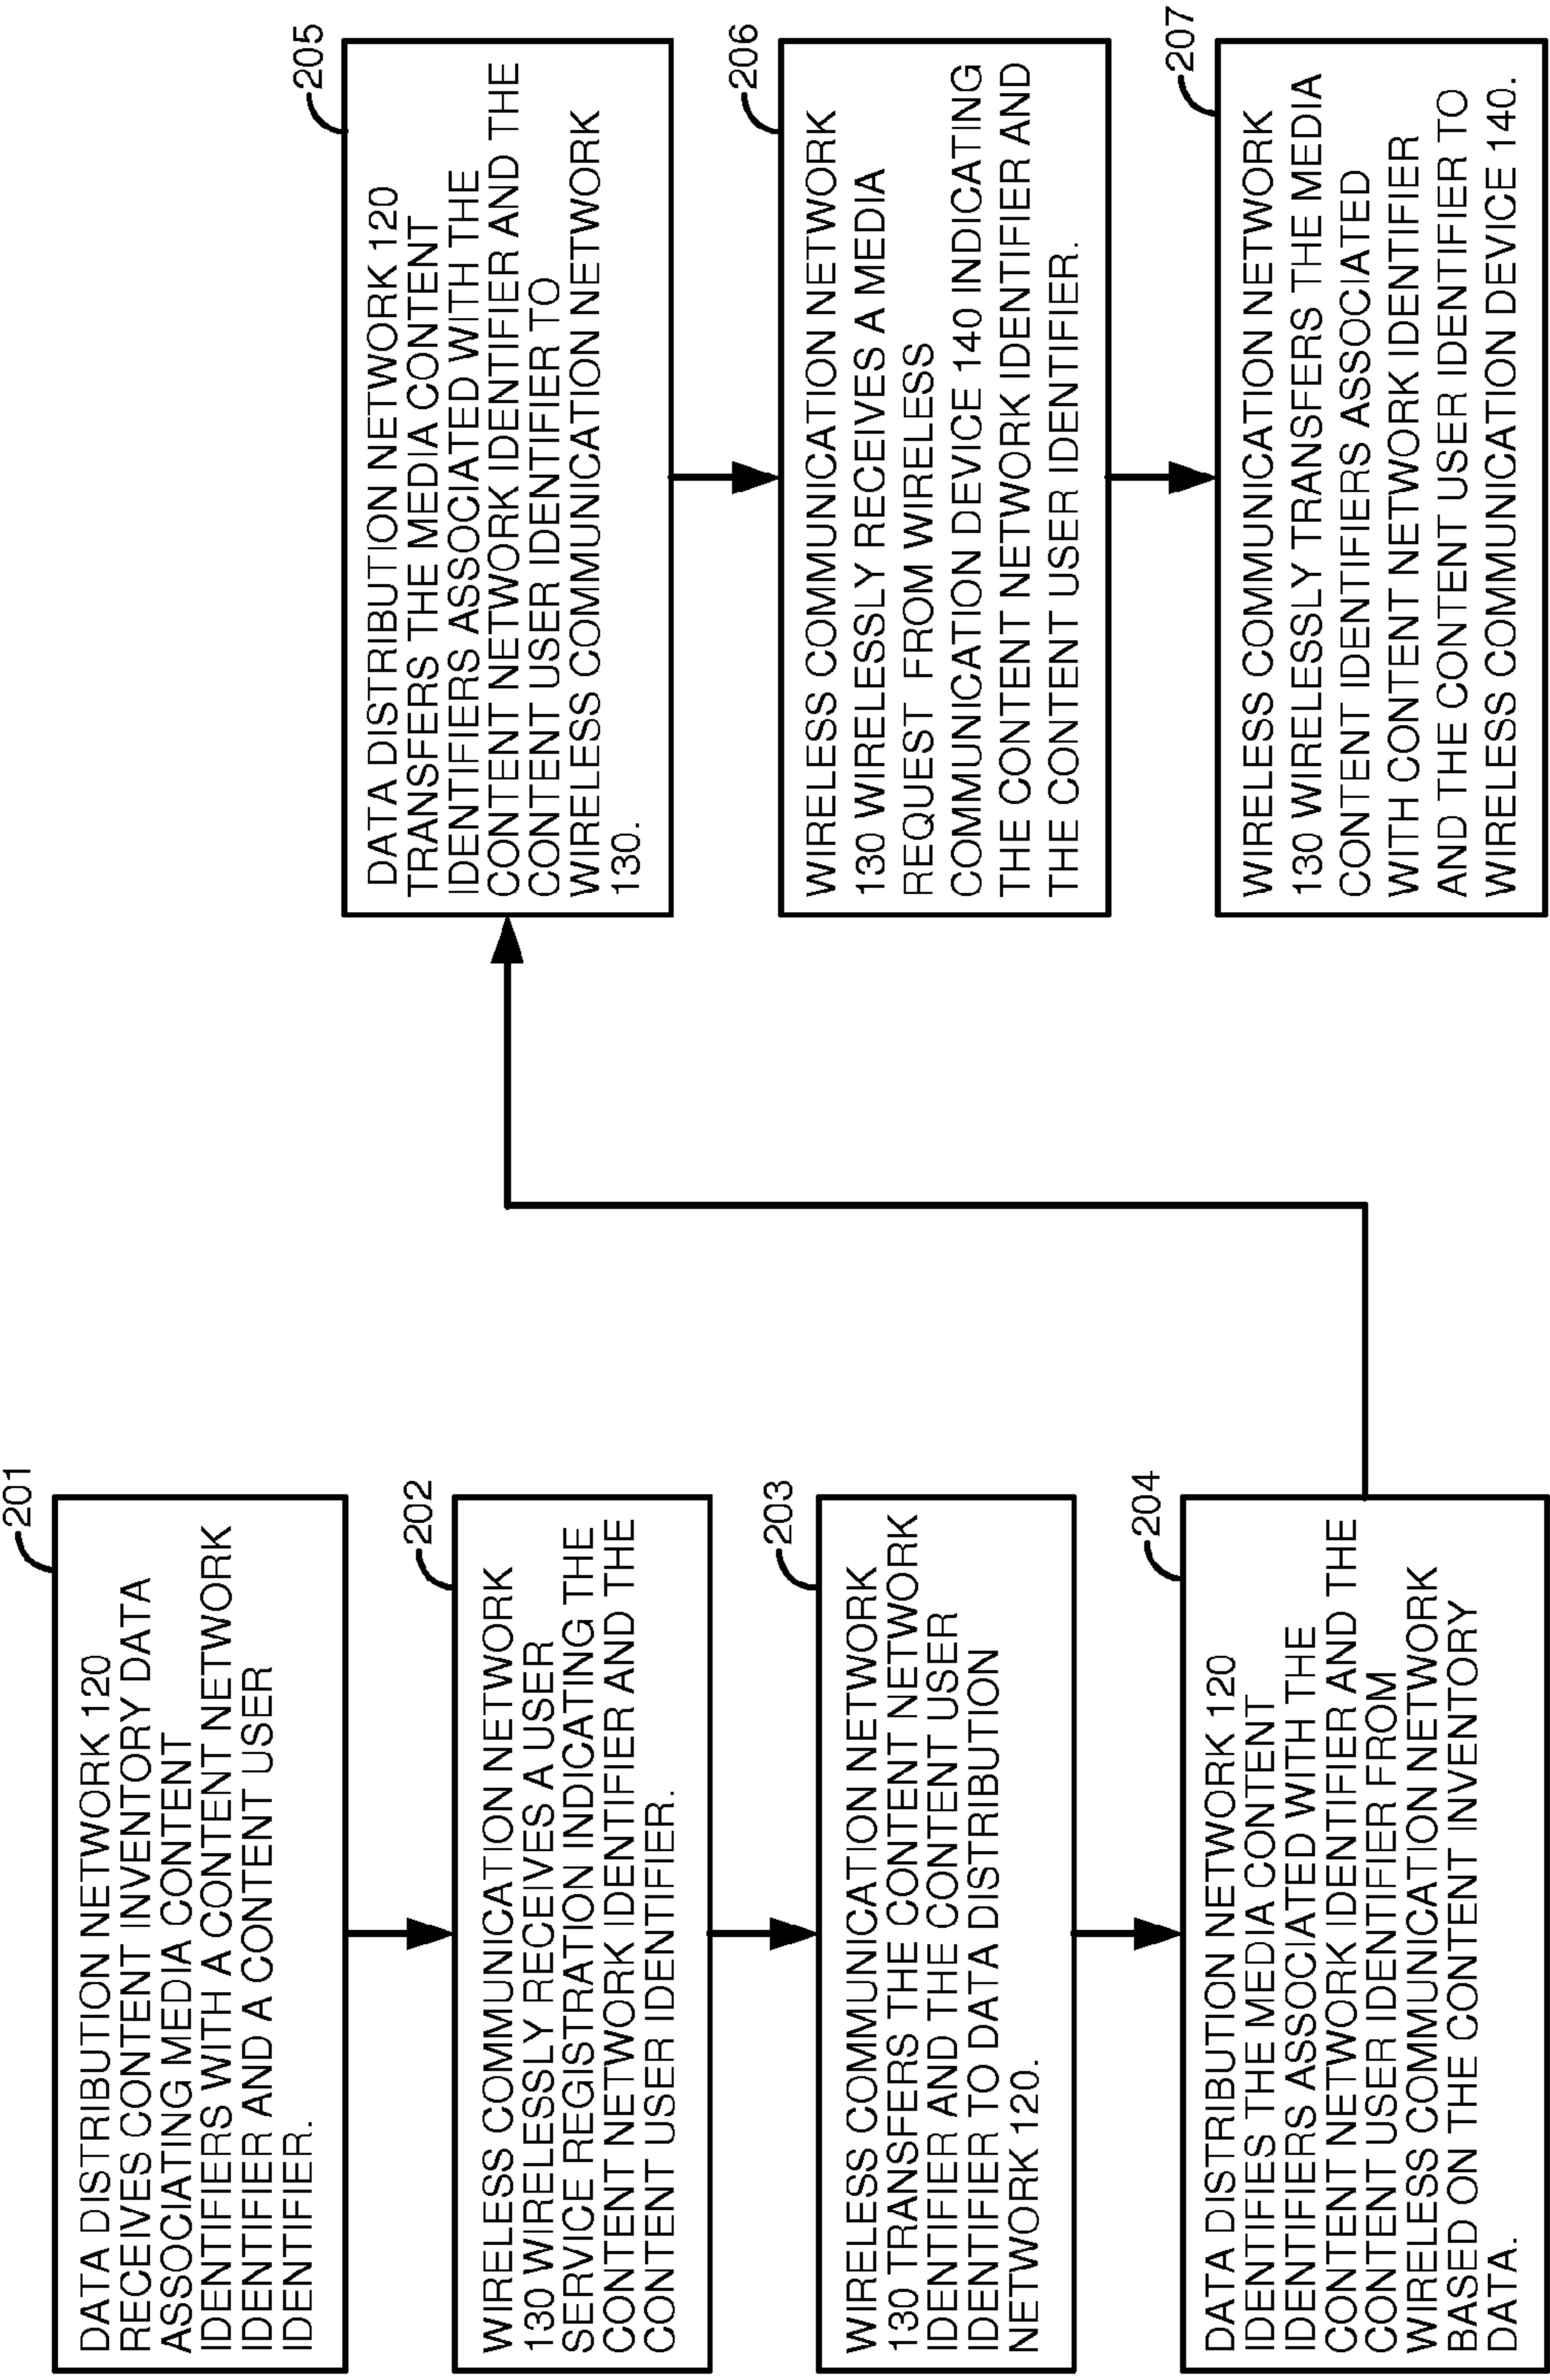 201
DATA DISTRIBUTION NETWORK 120
RECEIVES CONTENT INVENTORY DATA
ASSOCIATING MEDIA CONTENT
IDENTIFIERS WITH A CONTENT NETWORK
IDENTIFIER AND A CONTENT USER
IDENTIFIER.
202
WIRELESS COMMUNICATION NETWORK
130 WIRELESSLY RECEIVES A USER
SERVICE REGISTRATION INDICATING THE
CONTENT NETWORK IDENTIFIER AND THE
CONTENT USER IDENTIFIER.
203
WIRELESS COMMUNICATION NETWORK
130 TRANSFERS THE CONTENT NETWORK
IDENTIFIER AND THE CONTENT USER
IDENTIFIER TO DATA DISTRIBUTION
NETWORK 120.
204
DATA DISTRIBUTION NETWORK 120
IDENTIFIES THE MEDIA CONTENT
IDENTIFIERS ASSOCIATED WITH THE
CONTENT NETWORK IDENTIFIER AND THE
CONTENT USER IDENTIFIER FROM
WIRELESS COMMUNICATION NETWORK
BASED ON THE CONTENT INVENTORY
DATA.
205
DATA DISTRIBUTION NETWORK 120
TRANSFERS THE MEDIA CONTENT
IDENTIFIERS ASSOCIATED WITH THE
CONTENT NETWORK IDENTIFIER AND THE
CONTENT USER IDENTIFIER TO
WIRELESS COMMUNICATION NETWORK
130.
206
WIRELESS COMMUNICATION NETWORK
130 WIRELESSLY RECEIVES A MEDIA
REQUEST FROM WIRELESS
COMMUNICATION DEVICE 140 INDICATING
THE CONTENT NETWORK IDENTIFIER AND
THE CONTENT USER IDENTIFIER.
207
WIRELESS COMMUNICATION NETWORK
130 WIRELESSLY TRANSFERS THE MEDIA
CONTENT IDENTIFIERS ASSOCIATED
WITH CONTENT NETWORK IDENTIFIER
AND THE CONTENT USER IDENTIFIER TO
WIRELESS COMMUNICATION DEVICE 140.